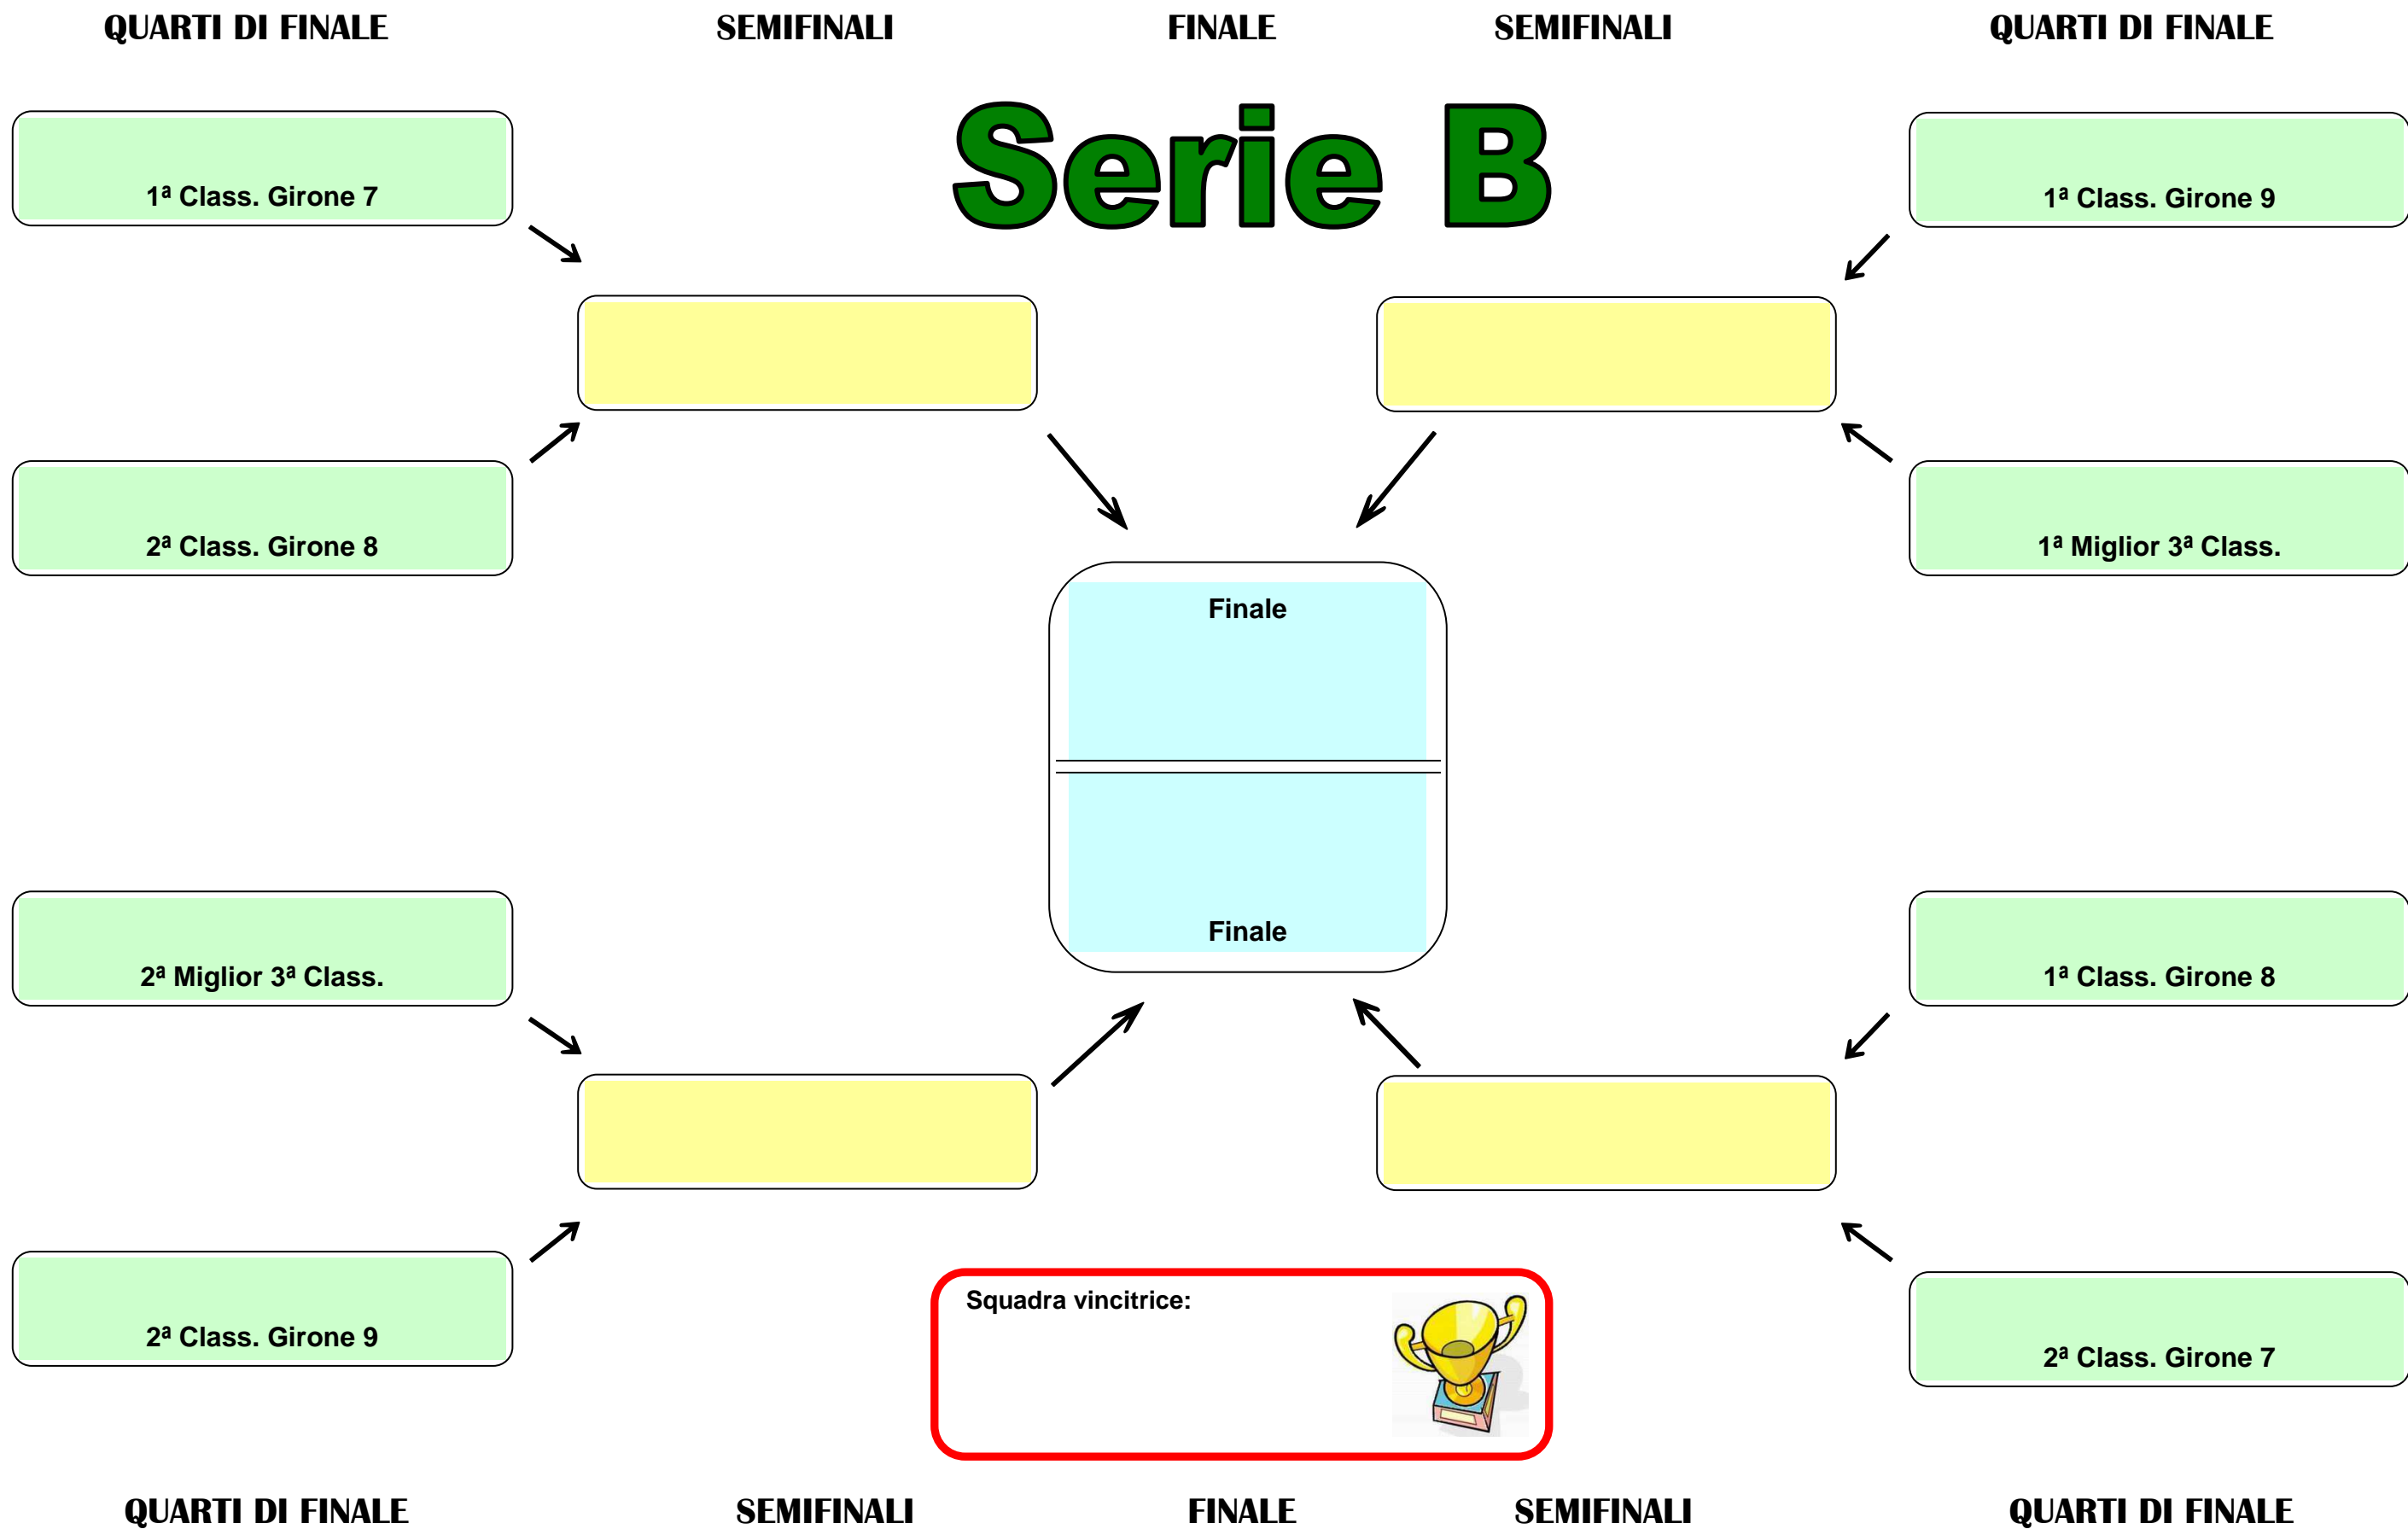 QUARTI DI FINALE SEMIFINALI FINALE SEMIFINALI QUARTI DI FINALE
Serie B
1ª Class. Girone 7
1ª Class. Girone 9
2ª Class. Girone 8
1ª Miglior 3ª Class.
Finale
Finale
2ª Miglior 3ª Class.
1ª Class. Girone 8
2ª Class. Girone 9
2ª Class. Girone 7
Squadra vincitrice:
QUARTI DI FINALE SEMIFINALI FINALE SEMIFINALI QUARTI DI FINALE